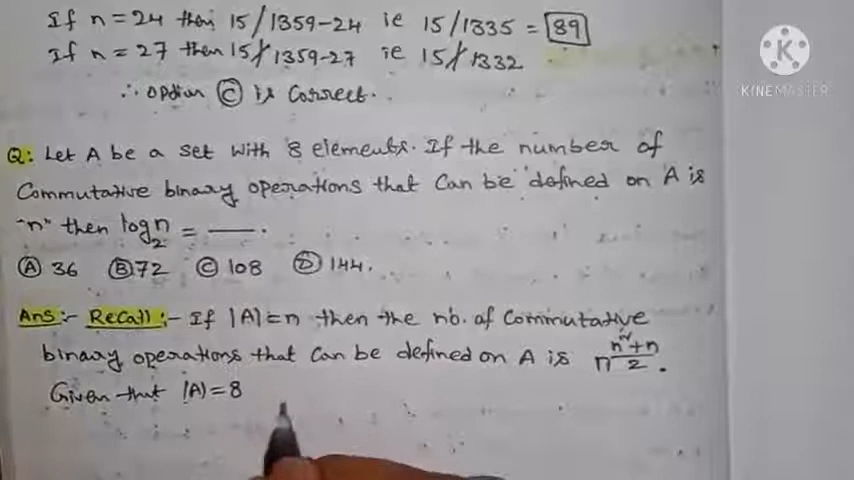 If n = 24 then 15/1359-24 ie 15/1335 = 89
If n = 27 then 15∤1359-27 ie 15∤1332
∴ option C is correct.
KINEMASTER
Q: Let A be a set with 8 elements. If the number of
Commutative binary operations that can be defined on A is
"n" then log₂n = ___.
A 36 B 72 C 108 D 144.
Ans:- Recall:- If |A|=n then the no. of commutative
binary operations that can be defined on A is n^((n²+n)/2).
Given that |A|=8